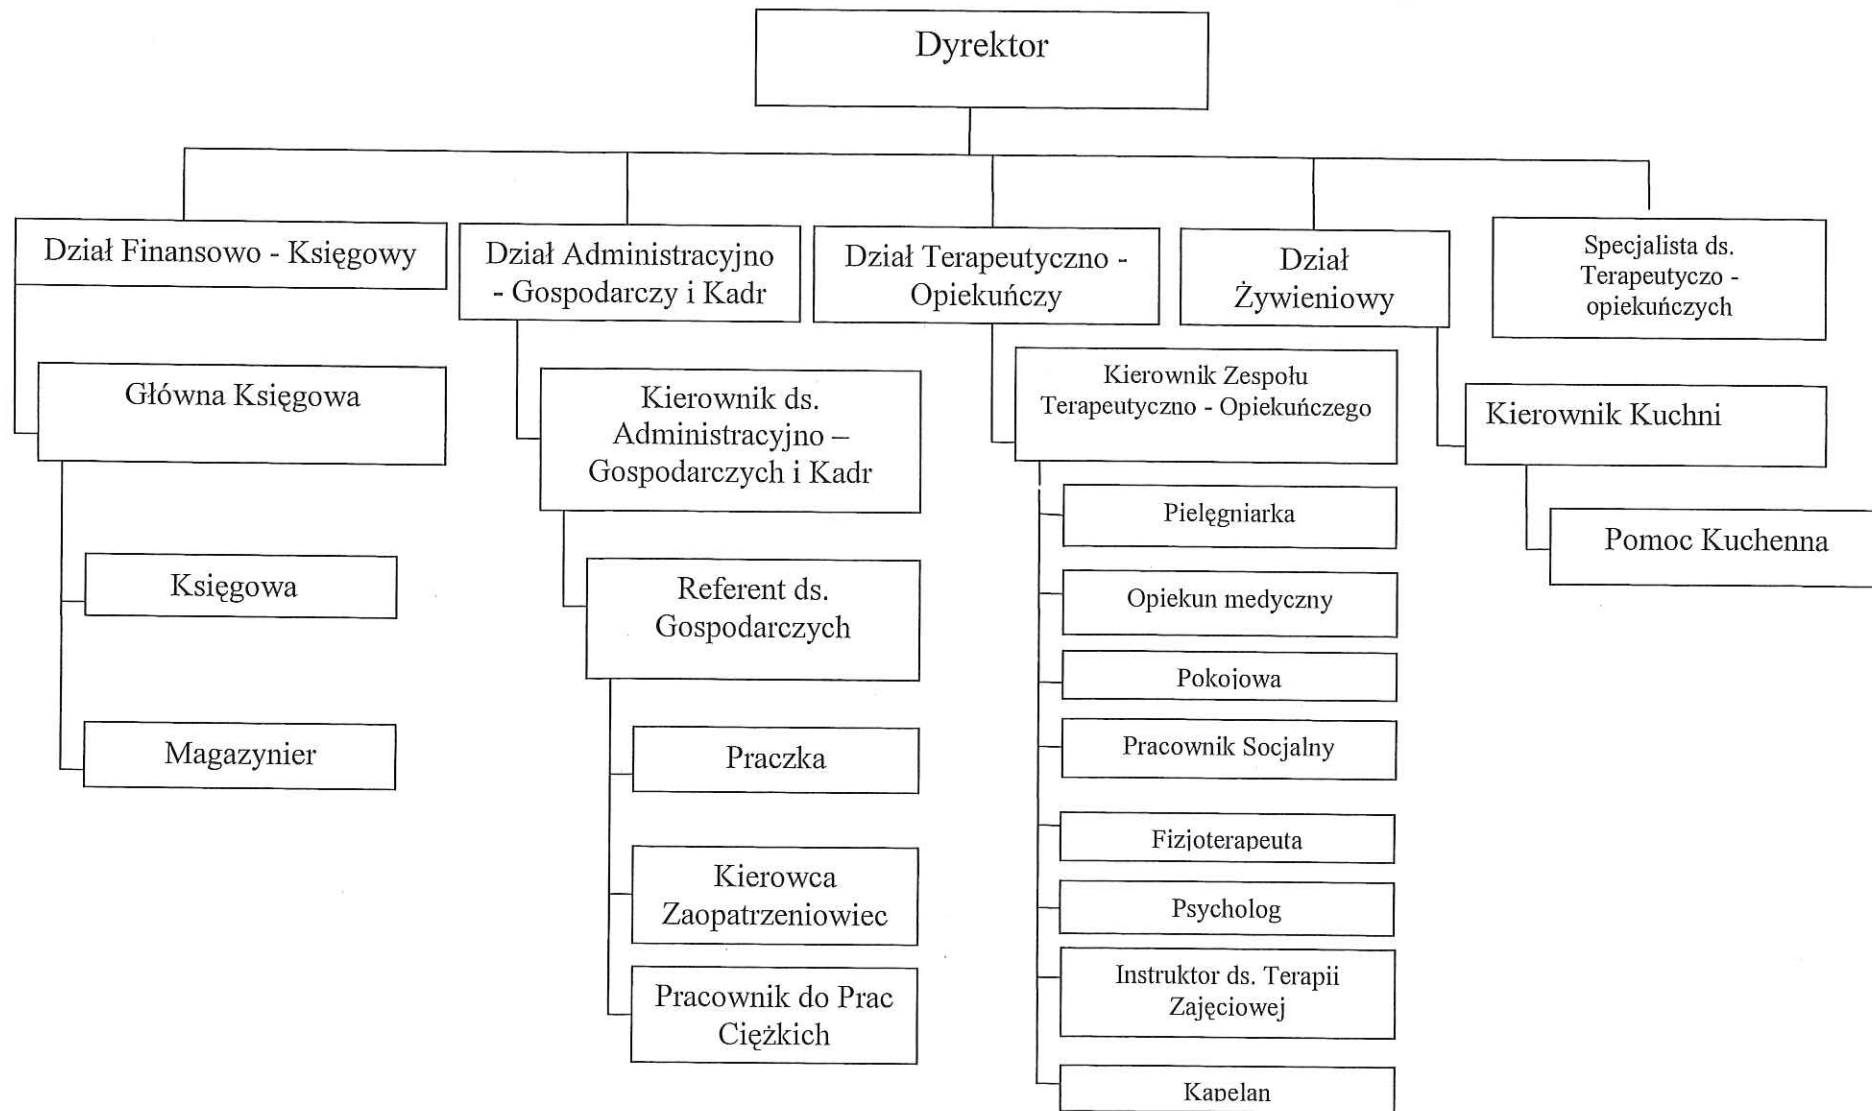 Dyrektor
Dział Finansowo - Księgowy
Dział Administracyjno
- Gospodarczy i Kadr
Dział Terapeutyczno -
Opiekuńczy
Dział
Żywieniowy
Specjalista ds.
Terapeutyczo -
opiekuńczych
Główna Księgowa
Księgowa
Magazynier
Kierownik ds.
Administracyjno –
Gospodarczych i Kadr
Referent ds.
Gospodarczych
Praczka
Kierowca
Zaopatrzeniowiec
Pracownik do Prac
Ciężkich
Kierownik Zespołu
Terapeutyczno - Opiekuńczego
Pielęgniarka
Opiekun medyczny
Pokojowa
Pracownik Socjalny
Fizjoterapeuta
Psycholog
Instruktor ds. Terapii
Zajęciowej
Kapelan
Kierownik Kuchni
Pomoc Kuchenna